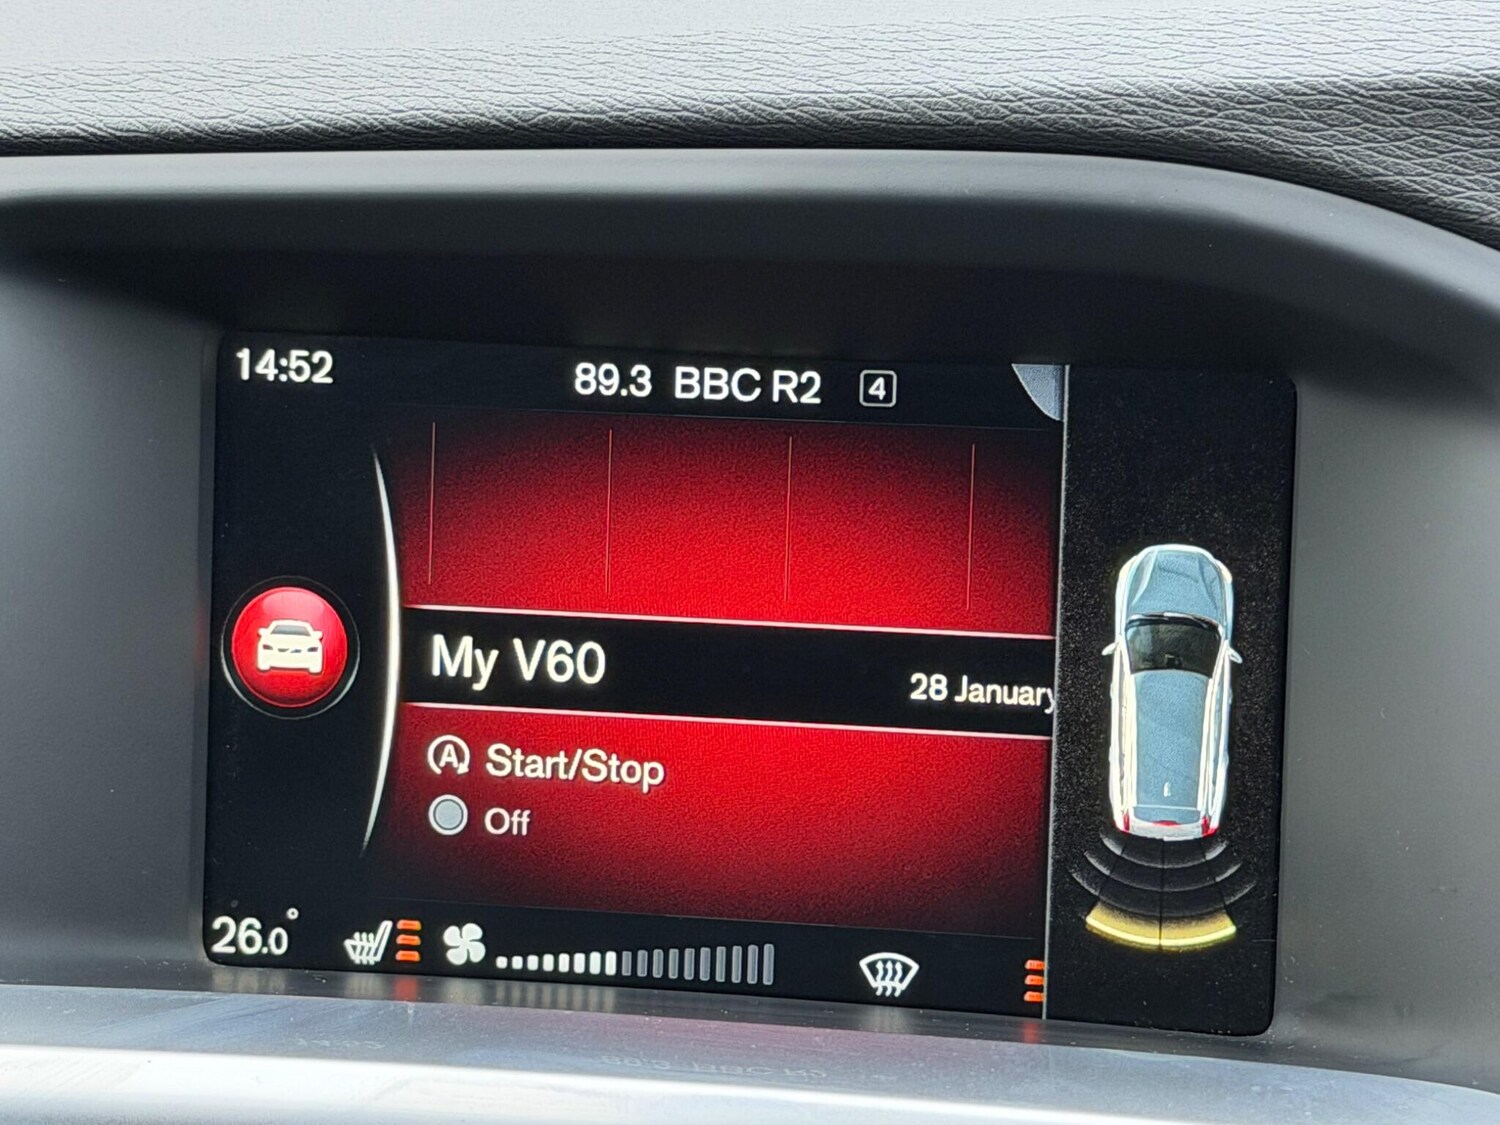 14:52
89.3 BBC R2 4
My V60
28 January
A Start/Stop
Off
26.0°